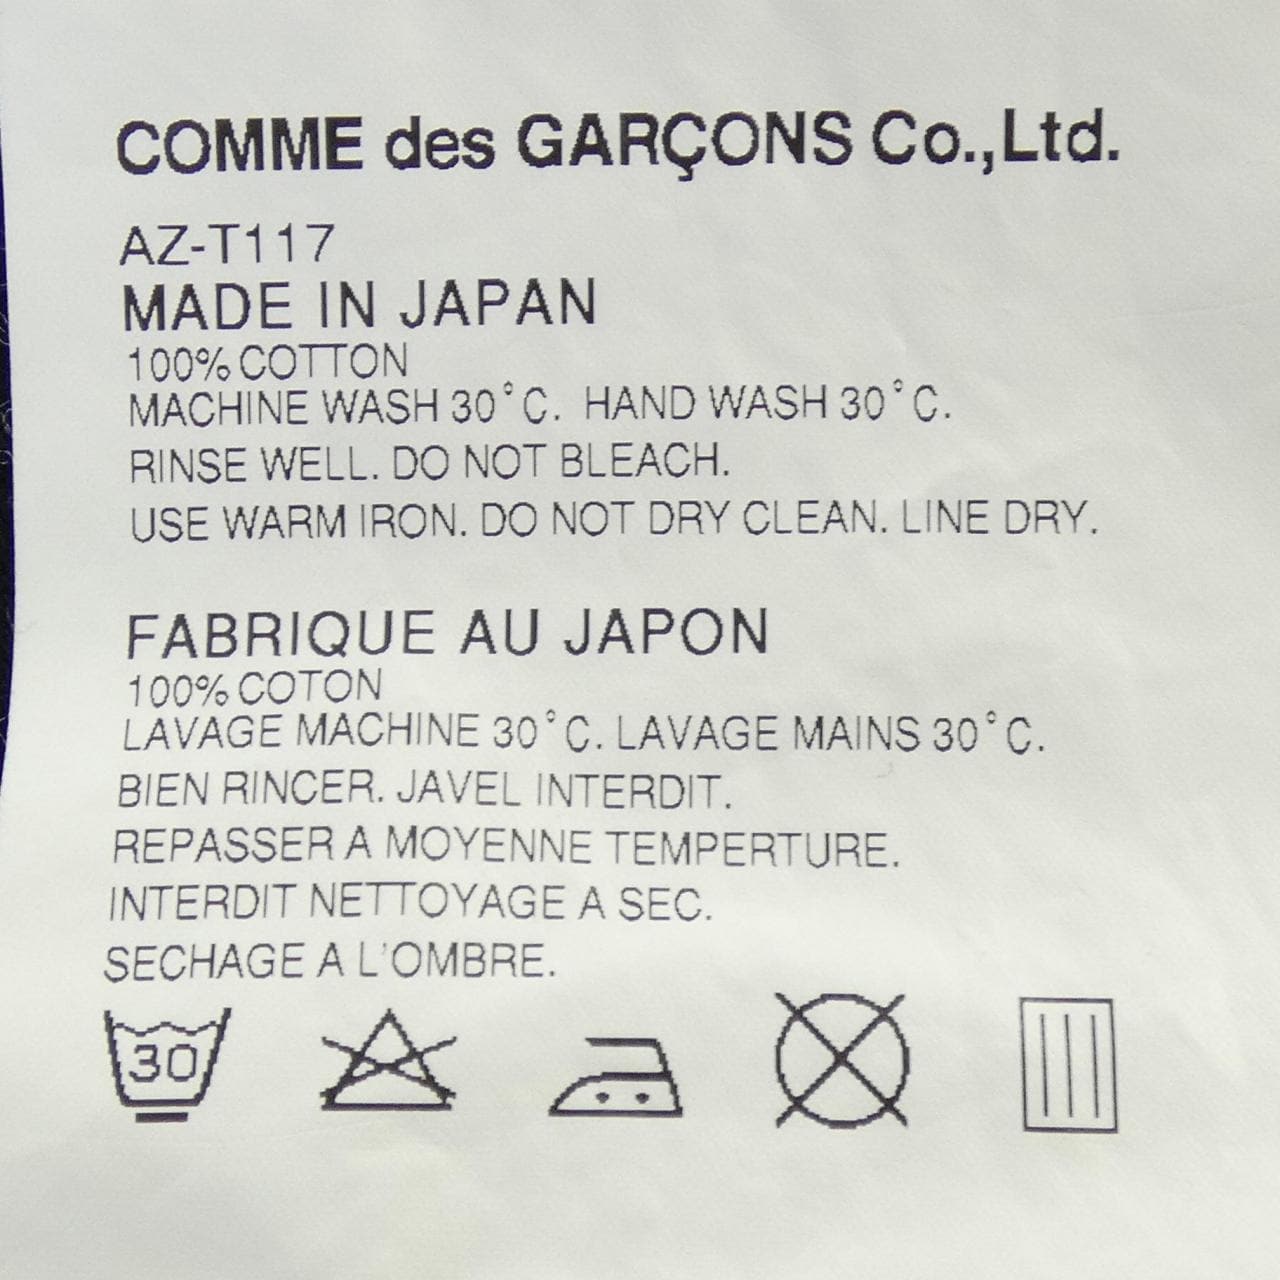 COMME des GARÇONS Co.,Ltd.
AZ-T117
MADE IN JAPAN
100% COTTON
MACHINE WASH 30°C. HAND WASH 30°C.
RINSE WELL. DO NOT BLEACH.
USE WARM IRON. DO NOT DRY CLEAN. LINE DRY.
FABRIQUE AU JAPON
100% COTON
LAVAGE MACHINE 30°C. LAVAGE MAINS 30°C.
BIEN RINCER. JAVEL INTERDIT.
REPASSER A MOYENNE TEMPERTURE.
INTERDIT NETTOYAGE A SEC.
SECHAGE A L'OMBRE.
30